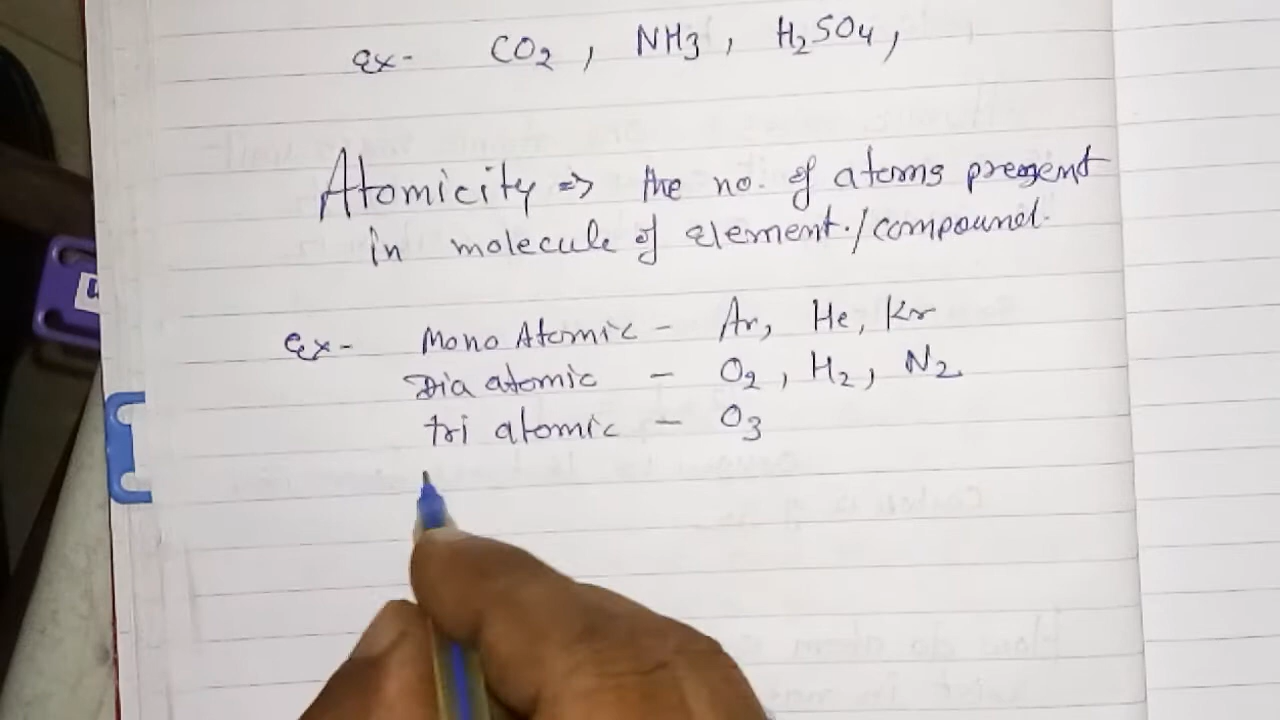 ex- CO2, NH3, H2SO4,
Atomicity => the no. of atoms present
in molecule of element./compound.
ex- Mono Atomic - Ar, He, Kr
Dia atomic - O2, H2, N2
tri atomic - O3